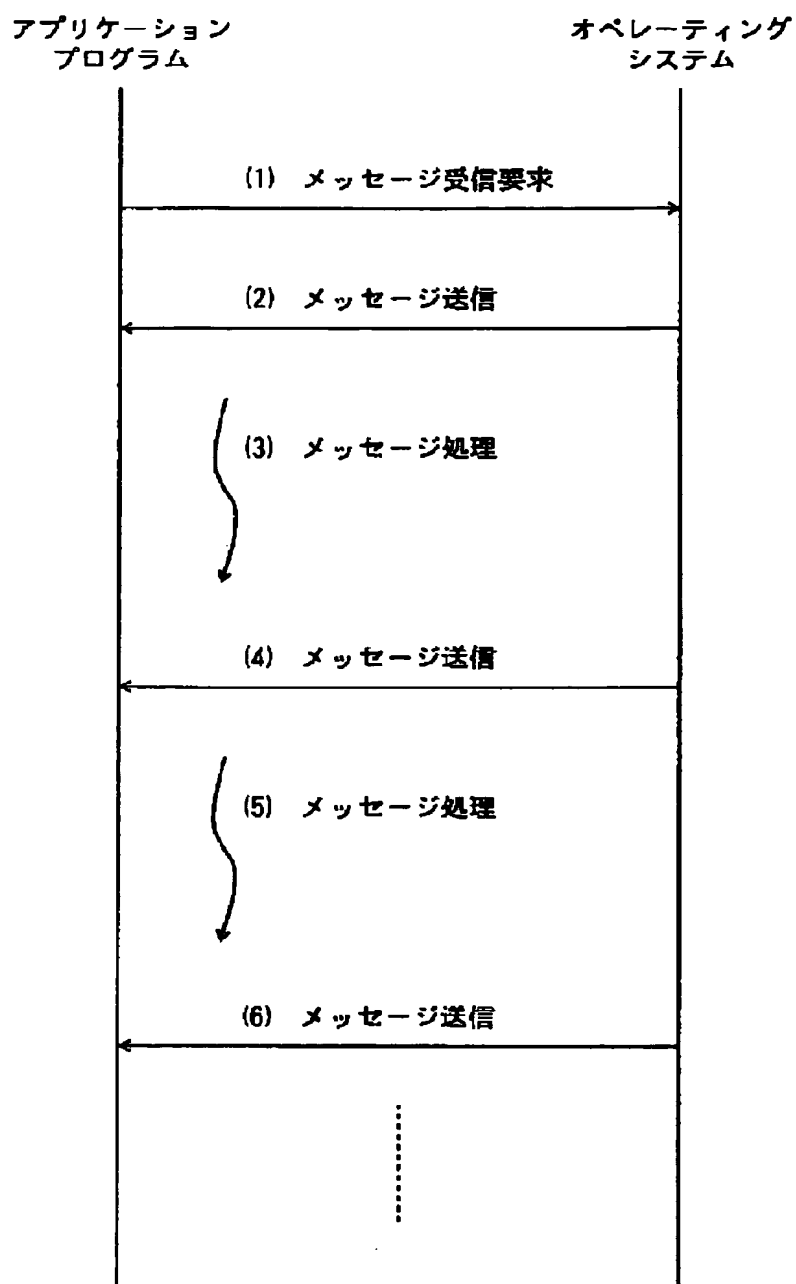 アプリケーション
プログラム
オペレーティング
システム
(1) メッセージ受信要求
(2) メッセージ送信
(3) メッセージ処理
(4) メッセージ送信
(5) メッセージ処理
(6) メッセージ送信